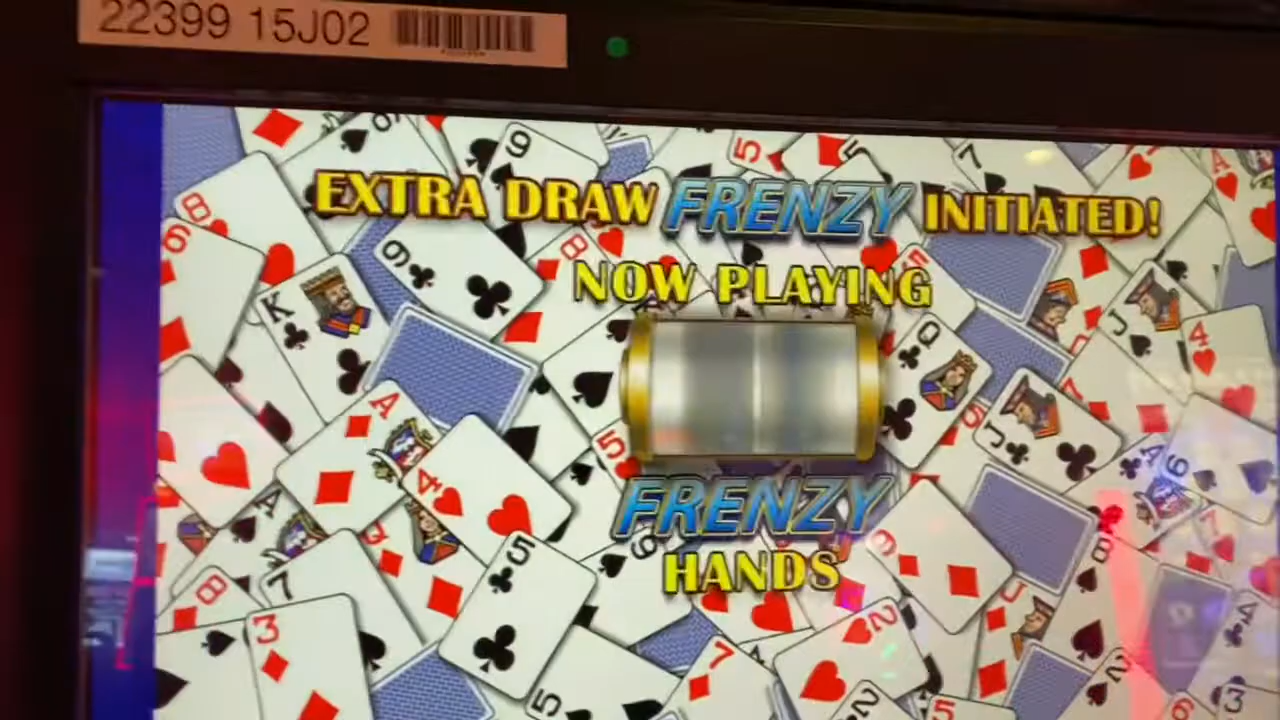 22399 15J02
EXTRA DRAW FRENZY INITIATED!
NOW PLAYING
FRENZY
HANDS